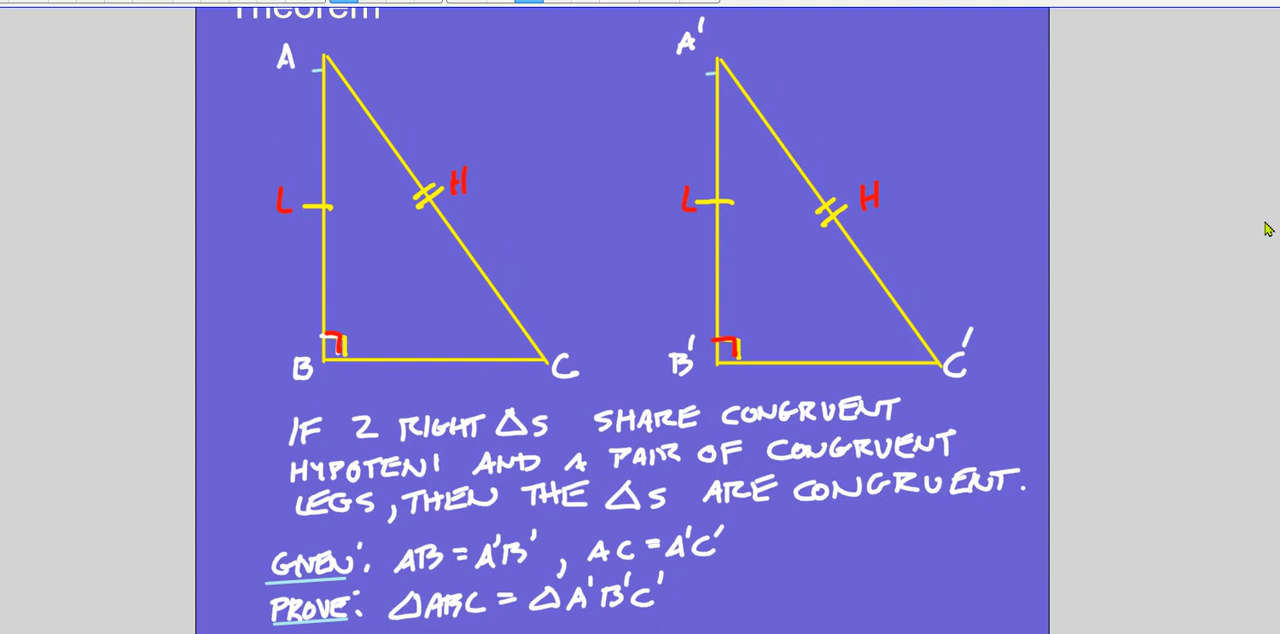 Theorem
A
A'
L
H
L
H
B
C
B'
C'
IF 2 RIGHT △S SHARE CONGRUENT
HYPOTENI AND A PAIR OF CONGRUENT
LEGS, THEN THE △S ARE CONGRUENT.
GIVEN: AB = A'B', AC = A'C'
PROVE: △ABC = △A'B'C'